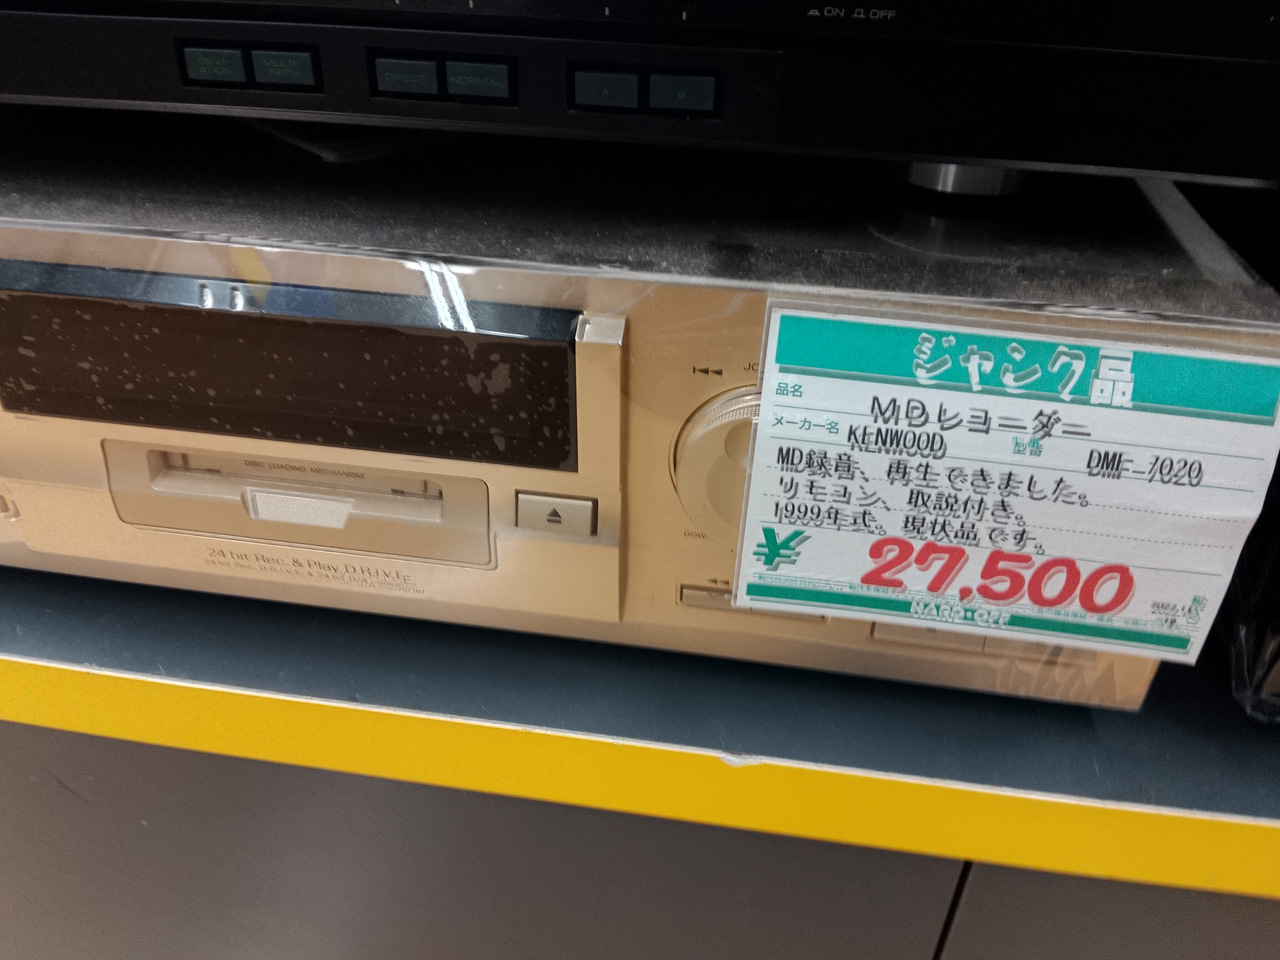 ON OFF
DIRECT NORMAL A B
JO
DISC LOADING MECHANISM
24 bit Rec. & Play D.R.I.V.E.
ジャンク品
品名 MDレコーダー
メーカー名 KENWOOD 型番 DMF-7020
MD録音、再生できました。
リモコン、取説付き。
1999年式。現状品です。
¥27,500
HARD・OFF